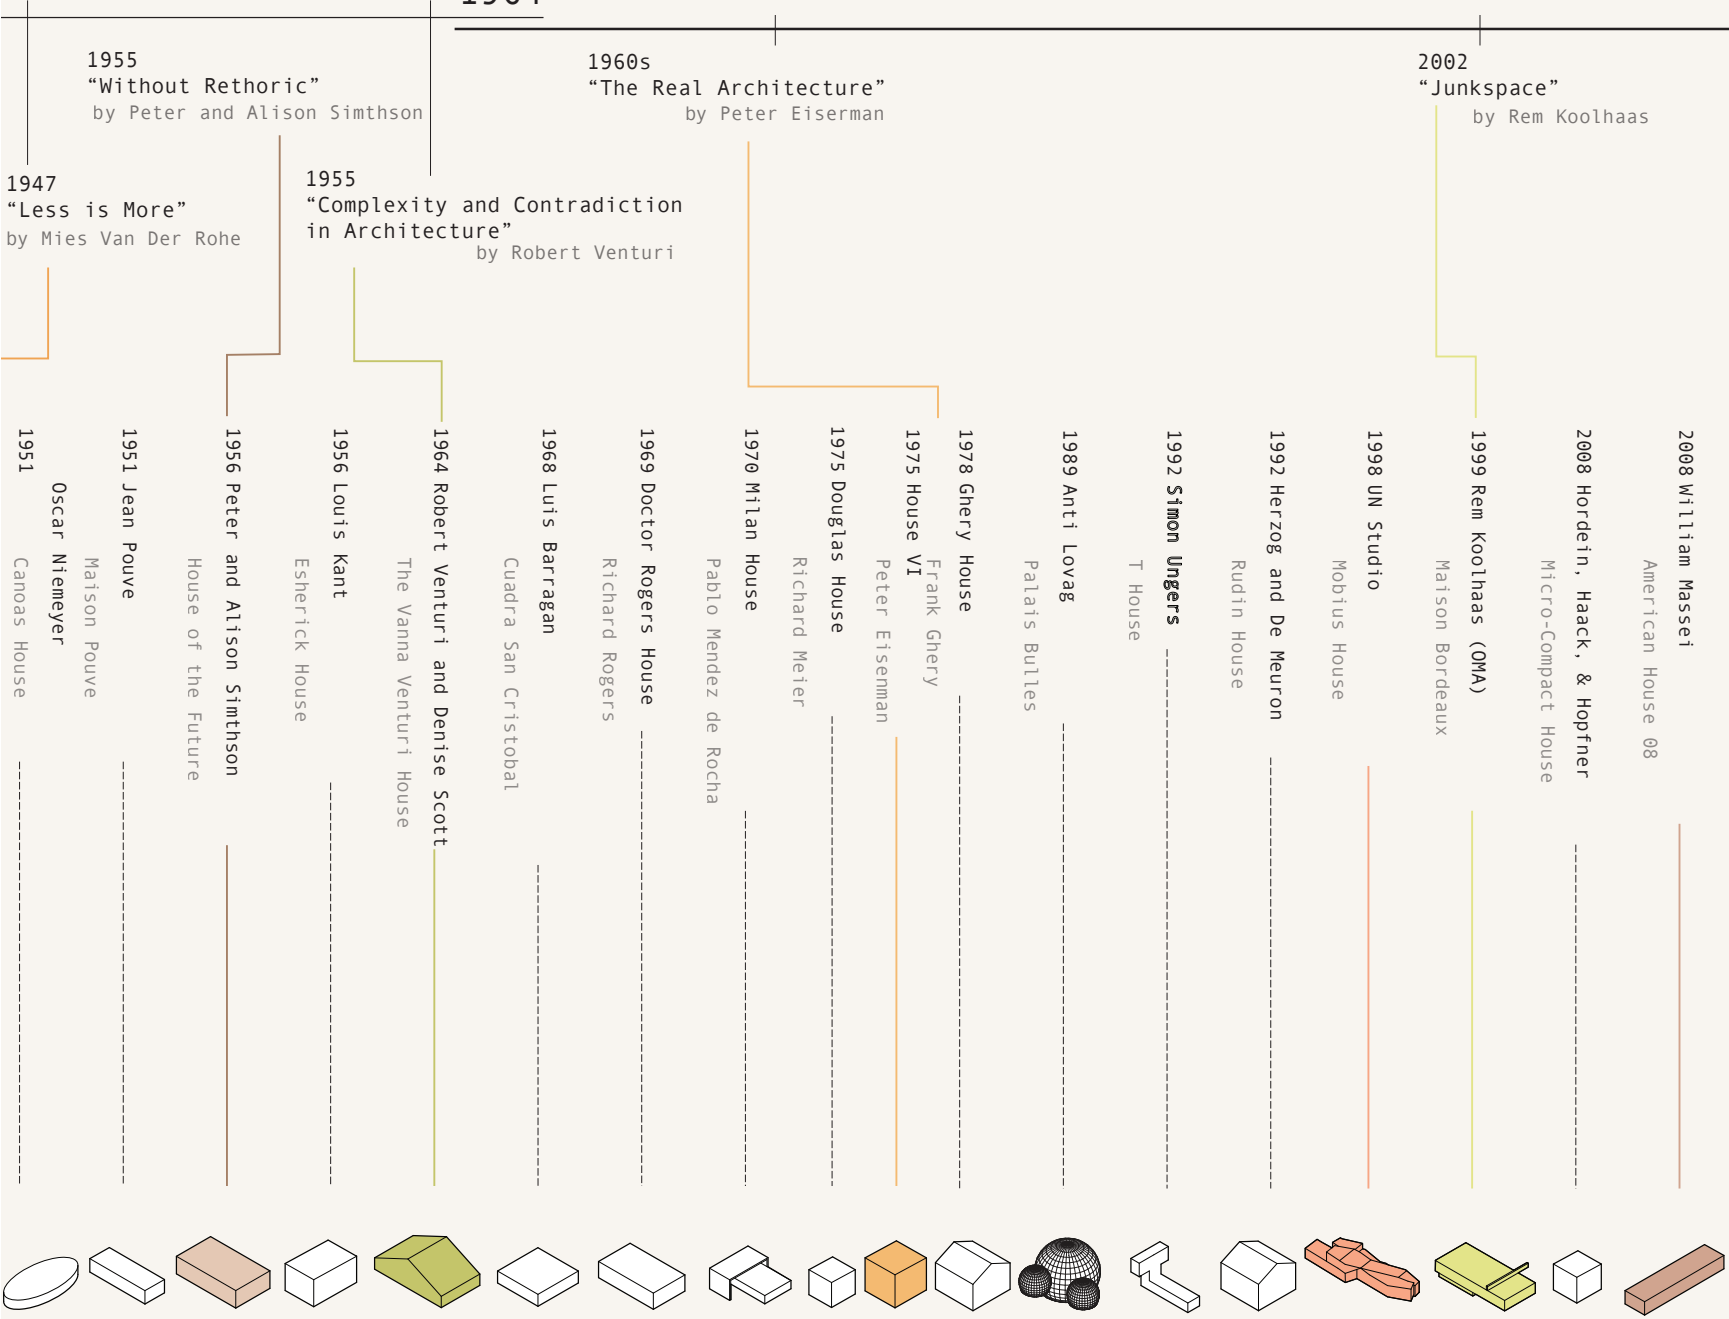 1955
“Without Rethoric”
by Peter and Alison Simthson
1960s
“The Real Architecture”
by Peter Eiserman
2002
“Junkspace”
by Rem Koolhaas
1947
“Less is More”
by Mies Van Der Rohe
1955
“Complexity and Contradiction
in Architecture”
by Robert Venturi
1951
Oscar Niemeyer
Canoas House
1951 Jean Pouve
Maison Pouve
1956 Peter and Alison Simthson
House of the Future
1956 Louis Kant
Esherick House
1964 Robert Venturi and Denise Scott
The Vanna Venturi House
1968 Luis Barragan
Cuadra San Cristobal
1969 Doctor Rogers House
Richard Rogers
1970 Milan House
Pablo Mendez de Rocha
1975 Douglas House
Richard Meier
1975 House VI
Peter Eisenman
1978 Ghery House
Frank Ghery
1989 Anti Lovag
Palais Bulles
1992 Simon Ungers
T House
1992 Herzog and De Meuron
Rudin House
1998 UN Studio
Mobius House
1999 Rem Koolhaas (OMA)
Maison Bordeaux
2008 Hordein, Haack, & Hopfner
Micro-Compact House
2008 William Massei
American House 08